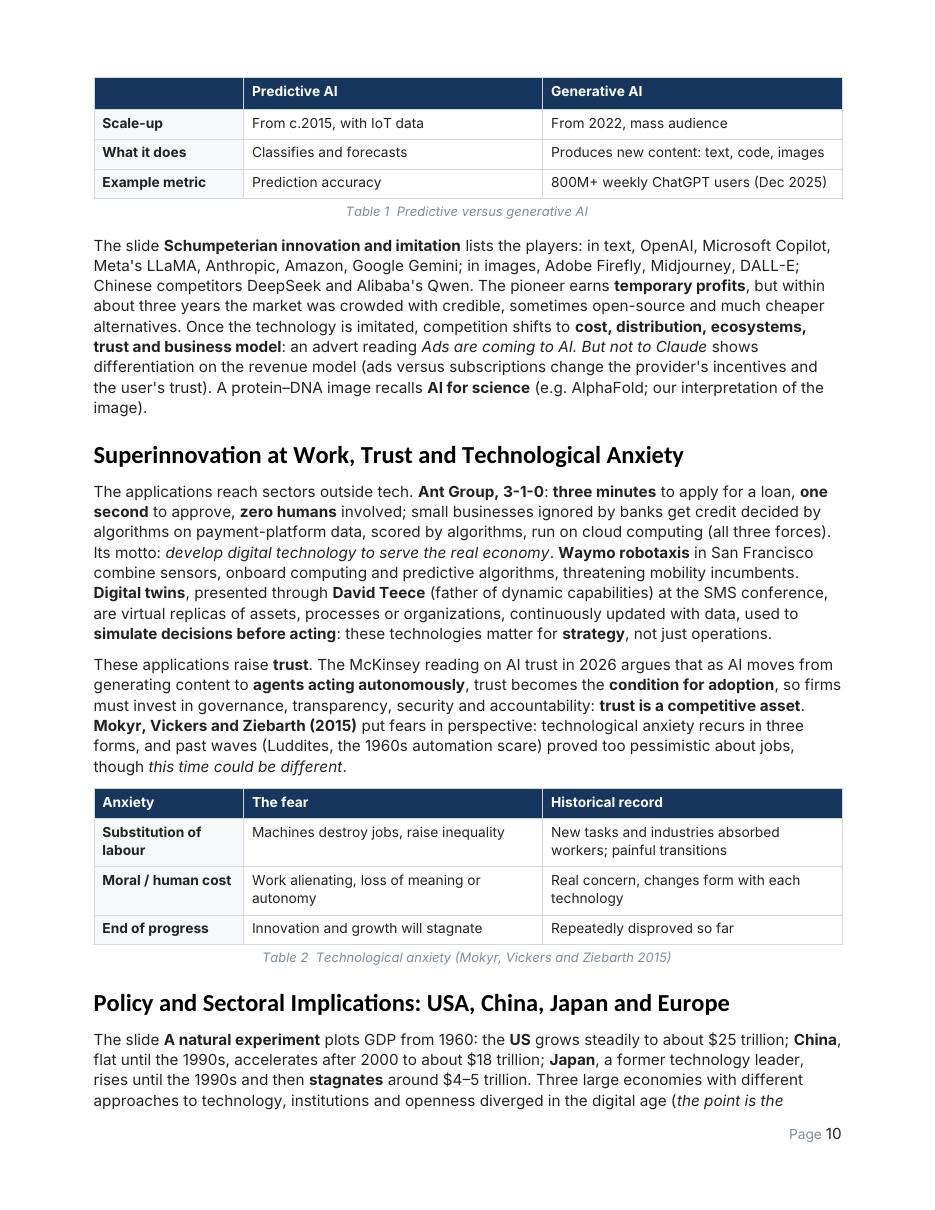 Predictive AI Generative AI
Scale-up From c.2015, with IoT data From 2022, mass audience
What it does Classifies and forecasts Produces new content: text, code, images
Example metric Prediction accuracy 800M+ weekly ChatGPT users (Dec 2025)
Table 1 Predictive versus generative AI
The slide Schumpeterian innovation and imitation lists the players: in text, OpenAI, Microsoft Copilot,
Meta's LLaMA, Anthropic, Amazon, Google Gemini; in images, Adobe Firefly, Midjourney, DALL-E;
Chinese competitors DeepSeek and Alibaba's Qwen. The pioneer earns temporary profits, but within
about three years the market was crowded with credible, sometimes open-source and much cheaper
alternatives. Once the technology is imitated, competition shifts to cost, distribution, ecosystems,
trust and business model: an advert reading Ads are coming to AI. But not to Claude shows
differentiation on the revenue model (ads versus subscriptions change the provider's incentives and
the user's trust). A protein–DNA image recalls AI for science (e.g. AlphaFold; our interpretation of the
image).
Superinnovation at Work, Trust and Technological Anxiety
The applications reach sectors outside tech. Ant Group, 3-1-0: three minutes to apply for a loan, one
second to approve, zero humans involved; small businesses ignored by banks get credit decided by
algorithms on payment-platform data, scored by algorithms, run on cloud computing (all three forces).
Its motto: develop digital technology to serve the real economy. Waymo robotaxis in San Francisco
combine sensors, onboard computing and predictive algorithms, threatening mobility incumbents.
Digital twins, presented through David Teece (father of dynamic capabilities) at the SMS conference,
are virtual replicas of assets, processes or organizations, continuously updated with data, used to
simulate decisions before acting: these technologies matter for strategy, not just operations.
These applications raise trust. The McKinsey reading on AI trust in 2026 argues that as AI moves from
generating content to agents acting autonomously, trust becomes the condition for adoption, so firms
must invest in governance, transparency, security and accountability: trust is a competitive asset.
Mokyr, Vickers and Ziebarth (2015) put fears in perspective: technological anxiety recurs in three
forms, and past waves (Luddites, the 1960s automation scare) proved too pessimistic about jobs,
though this time could be different.
Anxiety The fear Historical record
Substitution of labour Machines destroy jobs, raise inequality New tasks and industries absorbed workers; painful transitions
Moral / human cost Work alienating, loss of meaning or autonomy Real concern, changes form with each technology
End of progress Innovation and growth will stagnate Repeatedly disproved so far
Table 2 Technological anxiety (Mokyr, Vickers and Ziebarth 2015)
Policy and Sectoral Implications: USA, China, Japan and Europe
The slide A natural experiment plots GDP from 1960: the US grows steadily to about $25 trillion; China,
flat until the 1990s, accelerates after 2000 to about $18 trillion; Japan, a former technology leader,
rises until the 1990s and then stagnates around $4–5 trillion. Three large economies with different
approaches to technology, institutions and openness diverged in the digital age (the point is the
Page 10